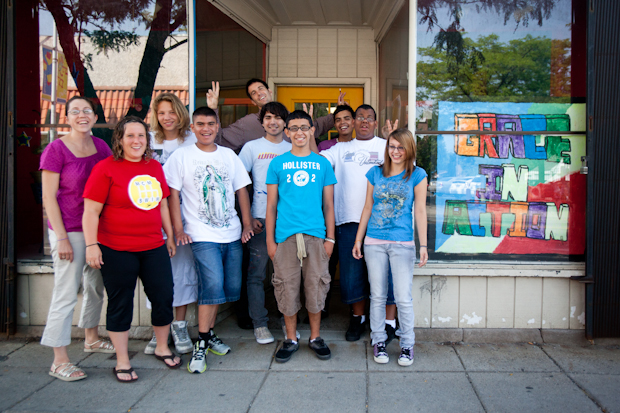 GRACE
IN
ACTION
HOLLISTER
22